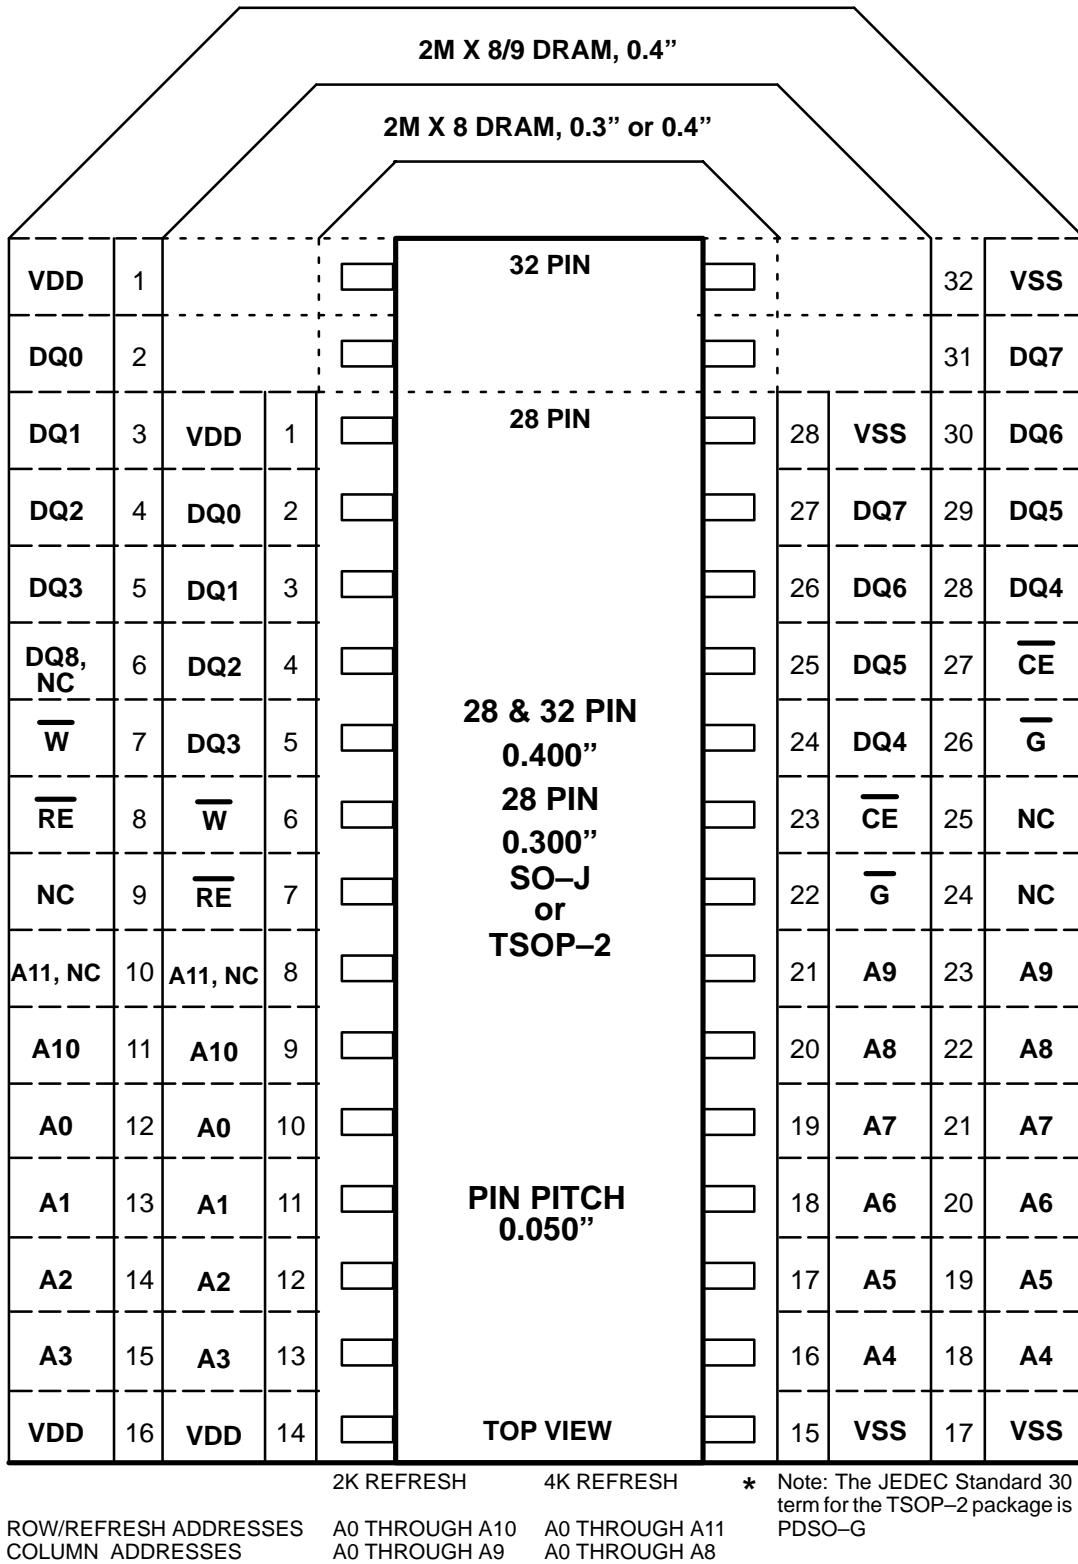 2M X 8/9 DRAM, 0.4”
2M X 8 DRAM, 0.3” or 0.4”
32 PIN
VDD 1 32 VSS
DQ0 2 31 DQ7
28 PIN
DQ1 3 VDD 1 28 VSS 30 DQ6
DQ2 4 DQ0 2 27 DQ7 29 DQ5
DQ3 5 DQ1 3 26 DQ6 28 DQ4
DQ8, NC 6 DQ2 4 25 DQ5 27 C̅E̅
W̅ 7 DQ3 5 24 DQ4 26 G̅
R̅E̅ 8 W̅ 6 23 C̅E̅ 25 NC
NC 9 R̅E̅ 7 22 G̅ 24 NC
A11, NC 10 A11, NC 8 21 A9 23 A9
A10 11 A10 9 20 A8 22 A8
A0 12 A0 10 19 A7 21 A7
A1 13 A1 11 18 A6 20 A6
A2 14 A2 12 17 A5 19 A5
A3 15 A3 13 16 A4 18 A4
VDD 16 VDD 14 15 VSS 17 VSS
28 & 32 PIN
0.400”
28 PIN
0.300”
SO–J
or
TSOP–2
PIN PITCH
0.050”
TOP VIEW
2K REFRESH 4K REFRESH
ROW/REFRESH ADDRESSES A0 THROUGH A10 A0 THROUGH A11
COLUMN ADDRESSES A0 THROUGH A9 A0 THROUGH A8
* Note: The JEDEC Standard 30
term for the TSOP–2 package is
PDSO–G